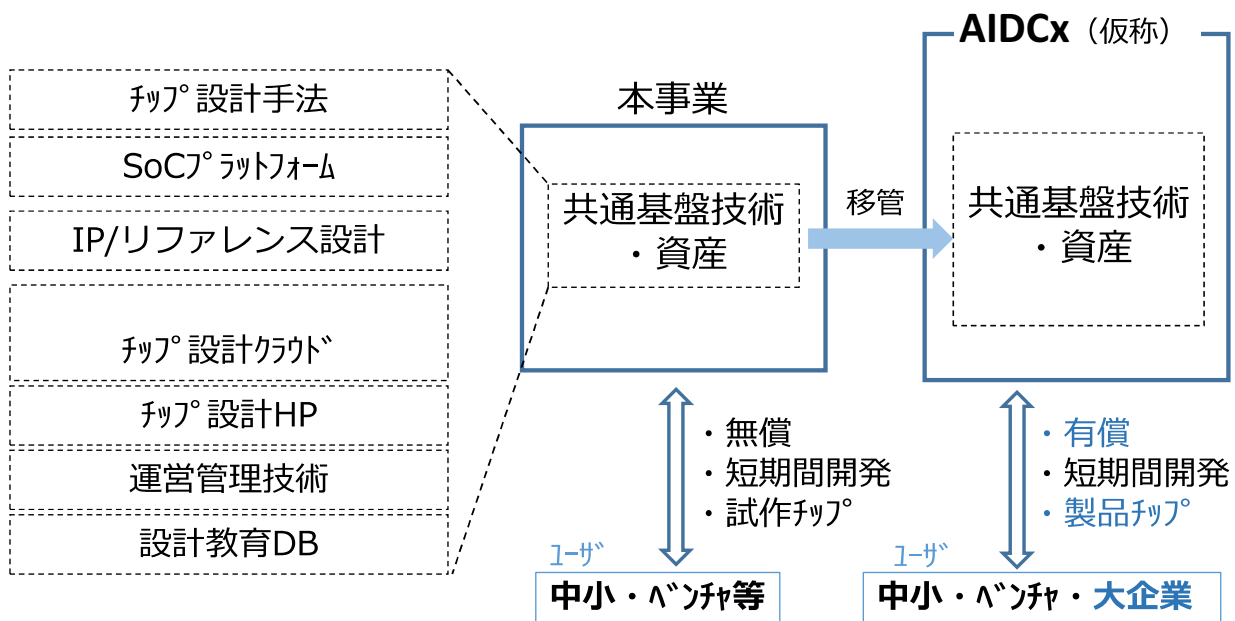 ﾁｯﾌﾟ設計手法
SoCﾌﾟﾗｯﾄﾌｫｰﾑ
IP/リファレンス設計
ﾁｯﾌﾟ設計ｸﾗｳﾄﾞ
ﾁｯﾌﾟ設計HP
運営管理技術
設計教育DB
本事業
共通基盤技術
・資産
移管
AIDCx（仮称）
共通基盤技術
・資産
・無償
・短期間開発
・試作ﾁｯﾌﾟ
ﾕｰｻﾞ
中小・ﾍﾞﾝﾁｬ等
・有償
・短期間開発
・製品ﾁｯﾌﾟ
ﾕｰｻﾞ
中小・ﾍﾞﾝﾁｬ・大企業